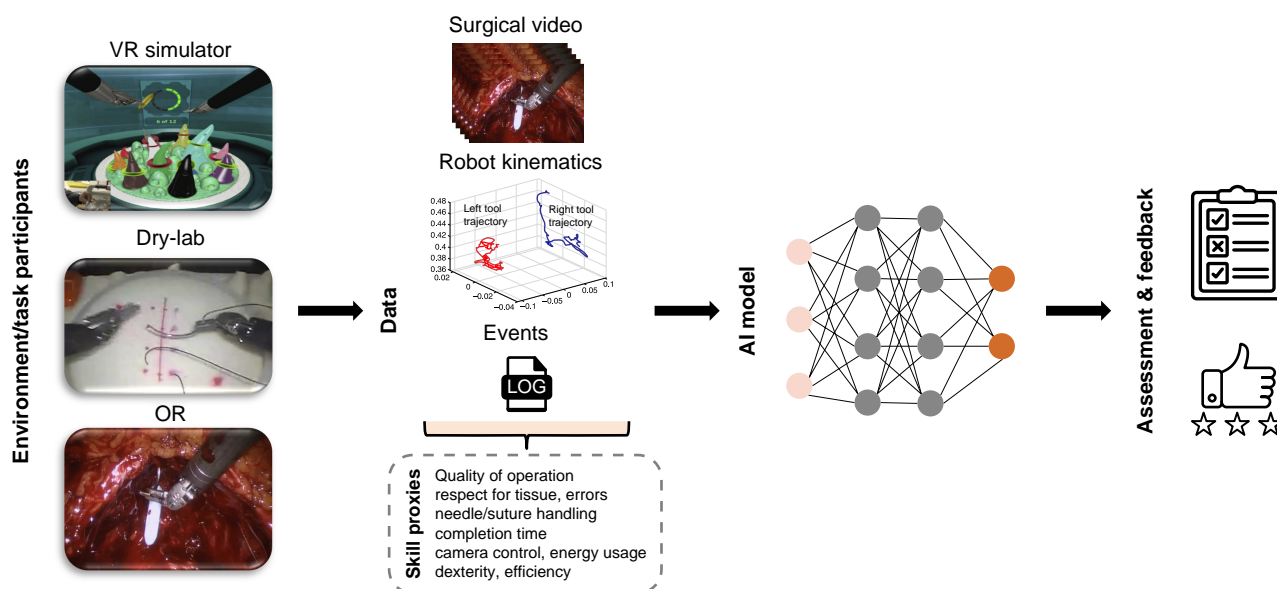 Environment/task participants
VR simulator
Dry-lab
OR
Data
Surgical video
Robot kinematics
Left tool
trajectory
Right tool
trajectory
0.48
0.46
0.44
0.42
0.4
0.38
0.36
0.02
0
−0.02
−0.04
−0.1
−0.05
0
0.05
0.1
Events
LOG
Skill proxies
Quality of operation
respect for tissue, errors
needle/suture handling
completion time
camera control, energy usage
dexterity, efficiency
AI model
Assessment & feedback